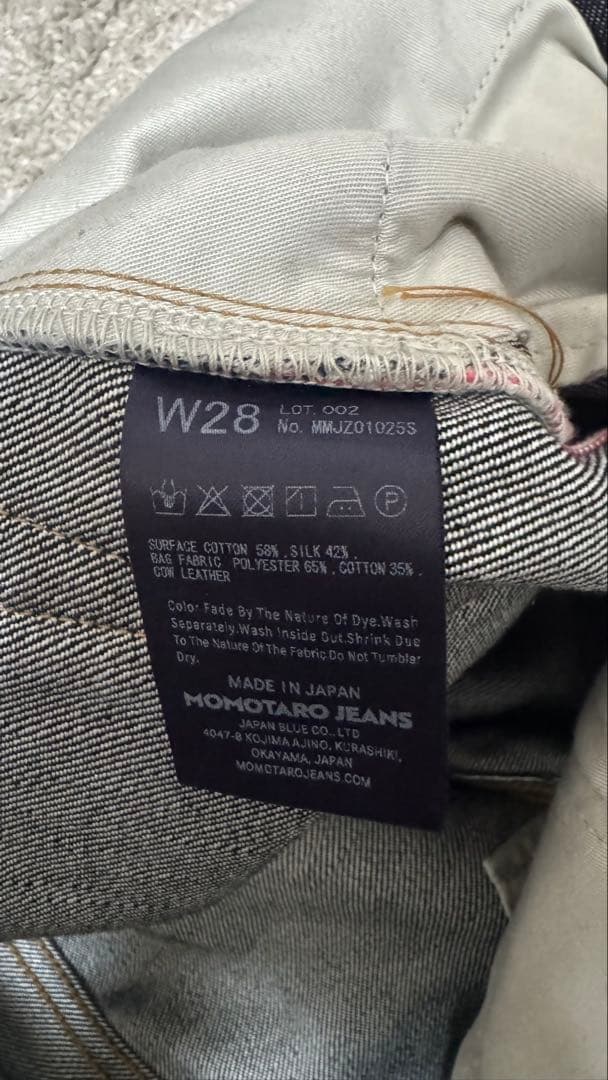 W28 LOT. 002
No. MMJZ01025S
P
SURFACE COTTON 58%. SILK 42%.
BAG FABRIC POLYESTER 65%. COTTON 35%.
COW LEATHER
Color Fade By The Nature Of Dye.Wash
Separately.Wash Inside Out.Shrink Due
To The Nature Of The Fabric.Do Not Tumbler
Dry.
MADE IN JAPAN
MOMOTARO JEANS
JAPAN BLUE CO.,LTD
4047-8 KOJIMA AJINO, KURASHIKI,
OKAYAMA, JAPAN
MOMOTAROJEANS.COM